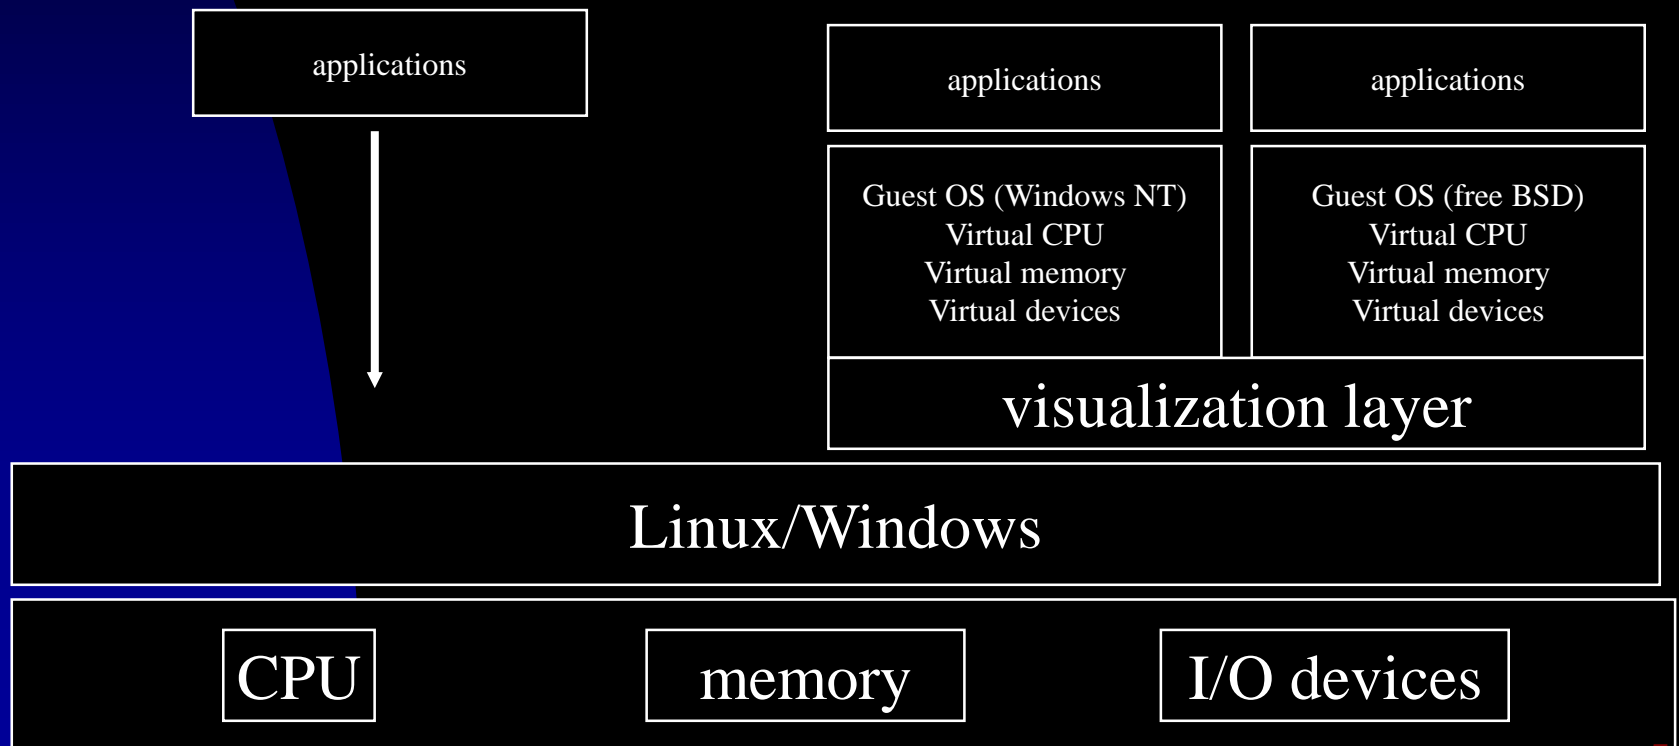 applications
applications
applications
Guest OS (Windows NT)
Virtual CPU
Virtual memory
Virtual devices
Guest OS (free BSD)
Virtual CPU
Virtual memory
Virtual devices
visualization layer
Linux/Windows
CPU
memory
I/O devices